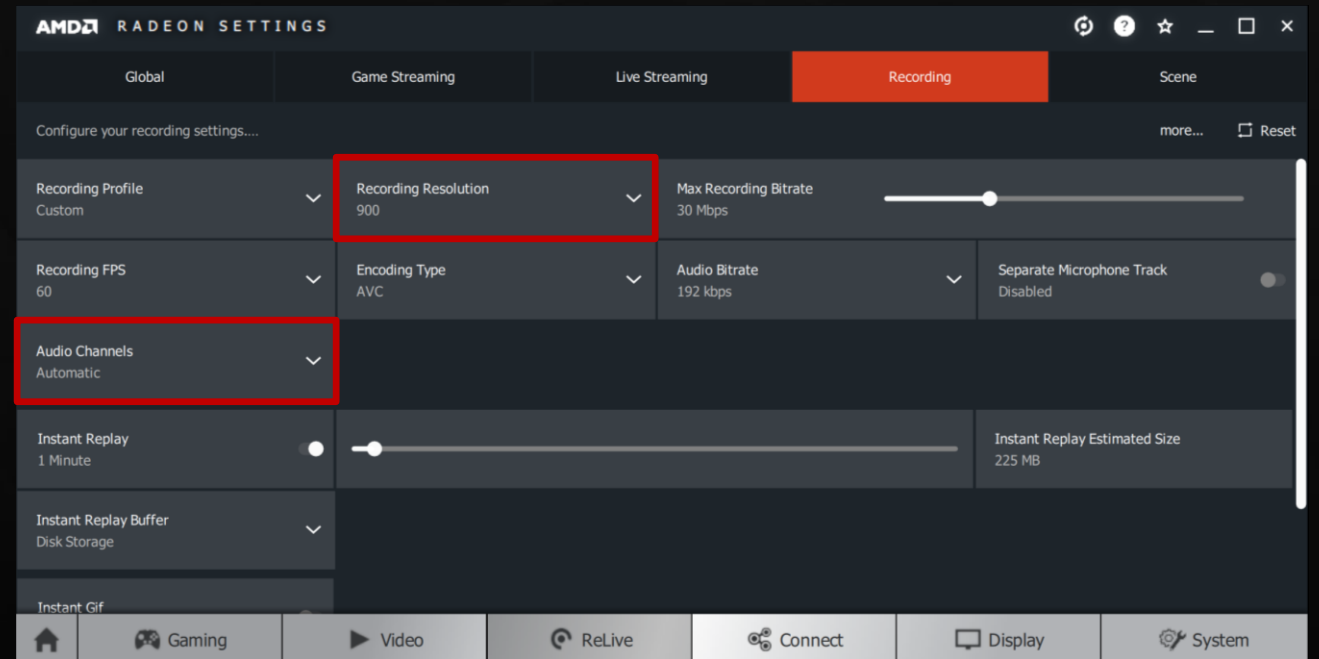 AMD RADEON SETTINGS
Global Game Streaming Live Streaming Recording Scene
Configure your recording settings.... more... Reset
Recording Profile
Custom
Recording Resolution
900
Max Recording Bitrate
30 Mbps
Recording FPS
60
Encoding Type
AVC
Audio Bitrate
192 kbps
Separate Microphone Track
Disabled
Audio Channels
Automatic
Instant Replay
1 Minute
Instant Replay Estimated Size
225 MB
Instant Replay Buffer
Disk Storage
Instant Gif
Gaming Video ReLive Connect Display System